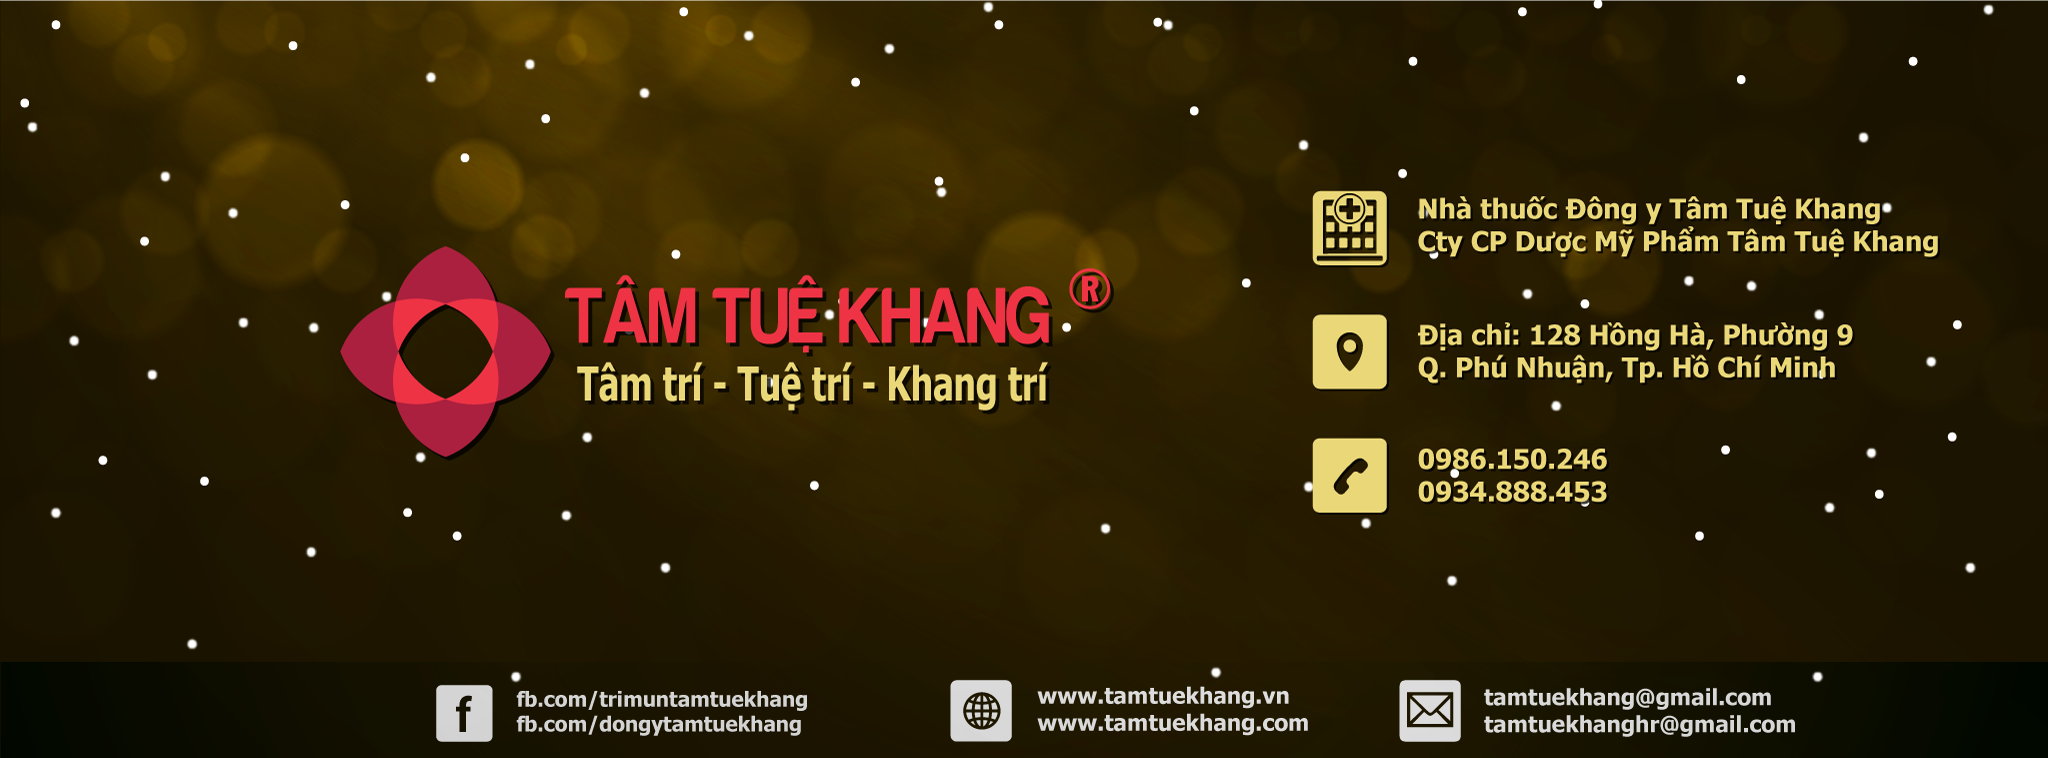 TÂM TUỆ KHANG ®
Tâm trí - Tuệ trí - Khang trí
Nhà thuốc Đông y Tâm Tuệ Khang
Cty CP Dược Mỹ Phẩm Tâm Tuệ Khang
Địa chỉ: 128 Hồng Hà, Phường 9
Q. Phú Nhuận, Tp. Hồ Chí Minh
0986.150.246
0934.888.453
fb.com/trimuntamtuekhang
fb.com/dongytamtuekhang
www.tamtuekhang.vn
www.tamtuekhang.com
tamtuekhang@gmail.com
tamtuekhanghr@gmail.com